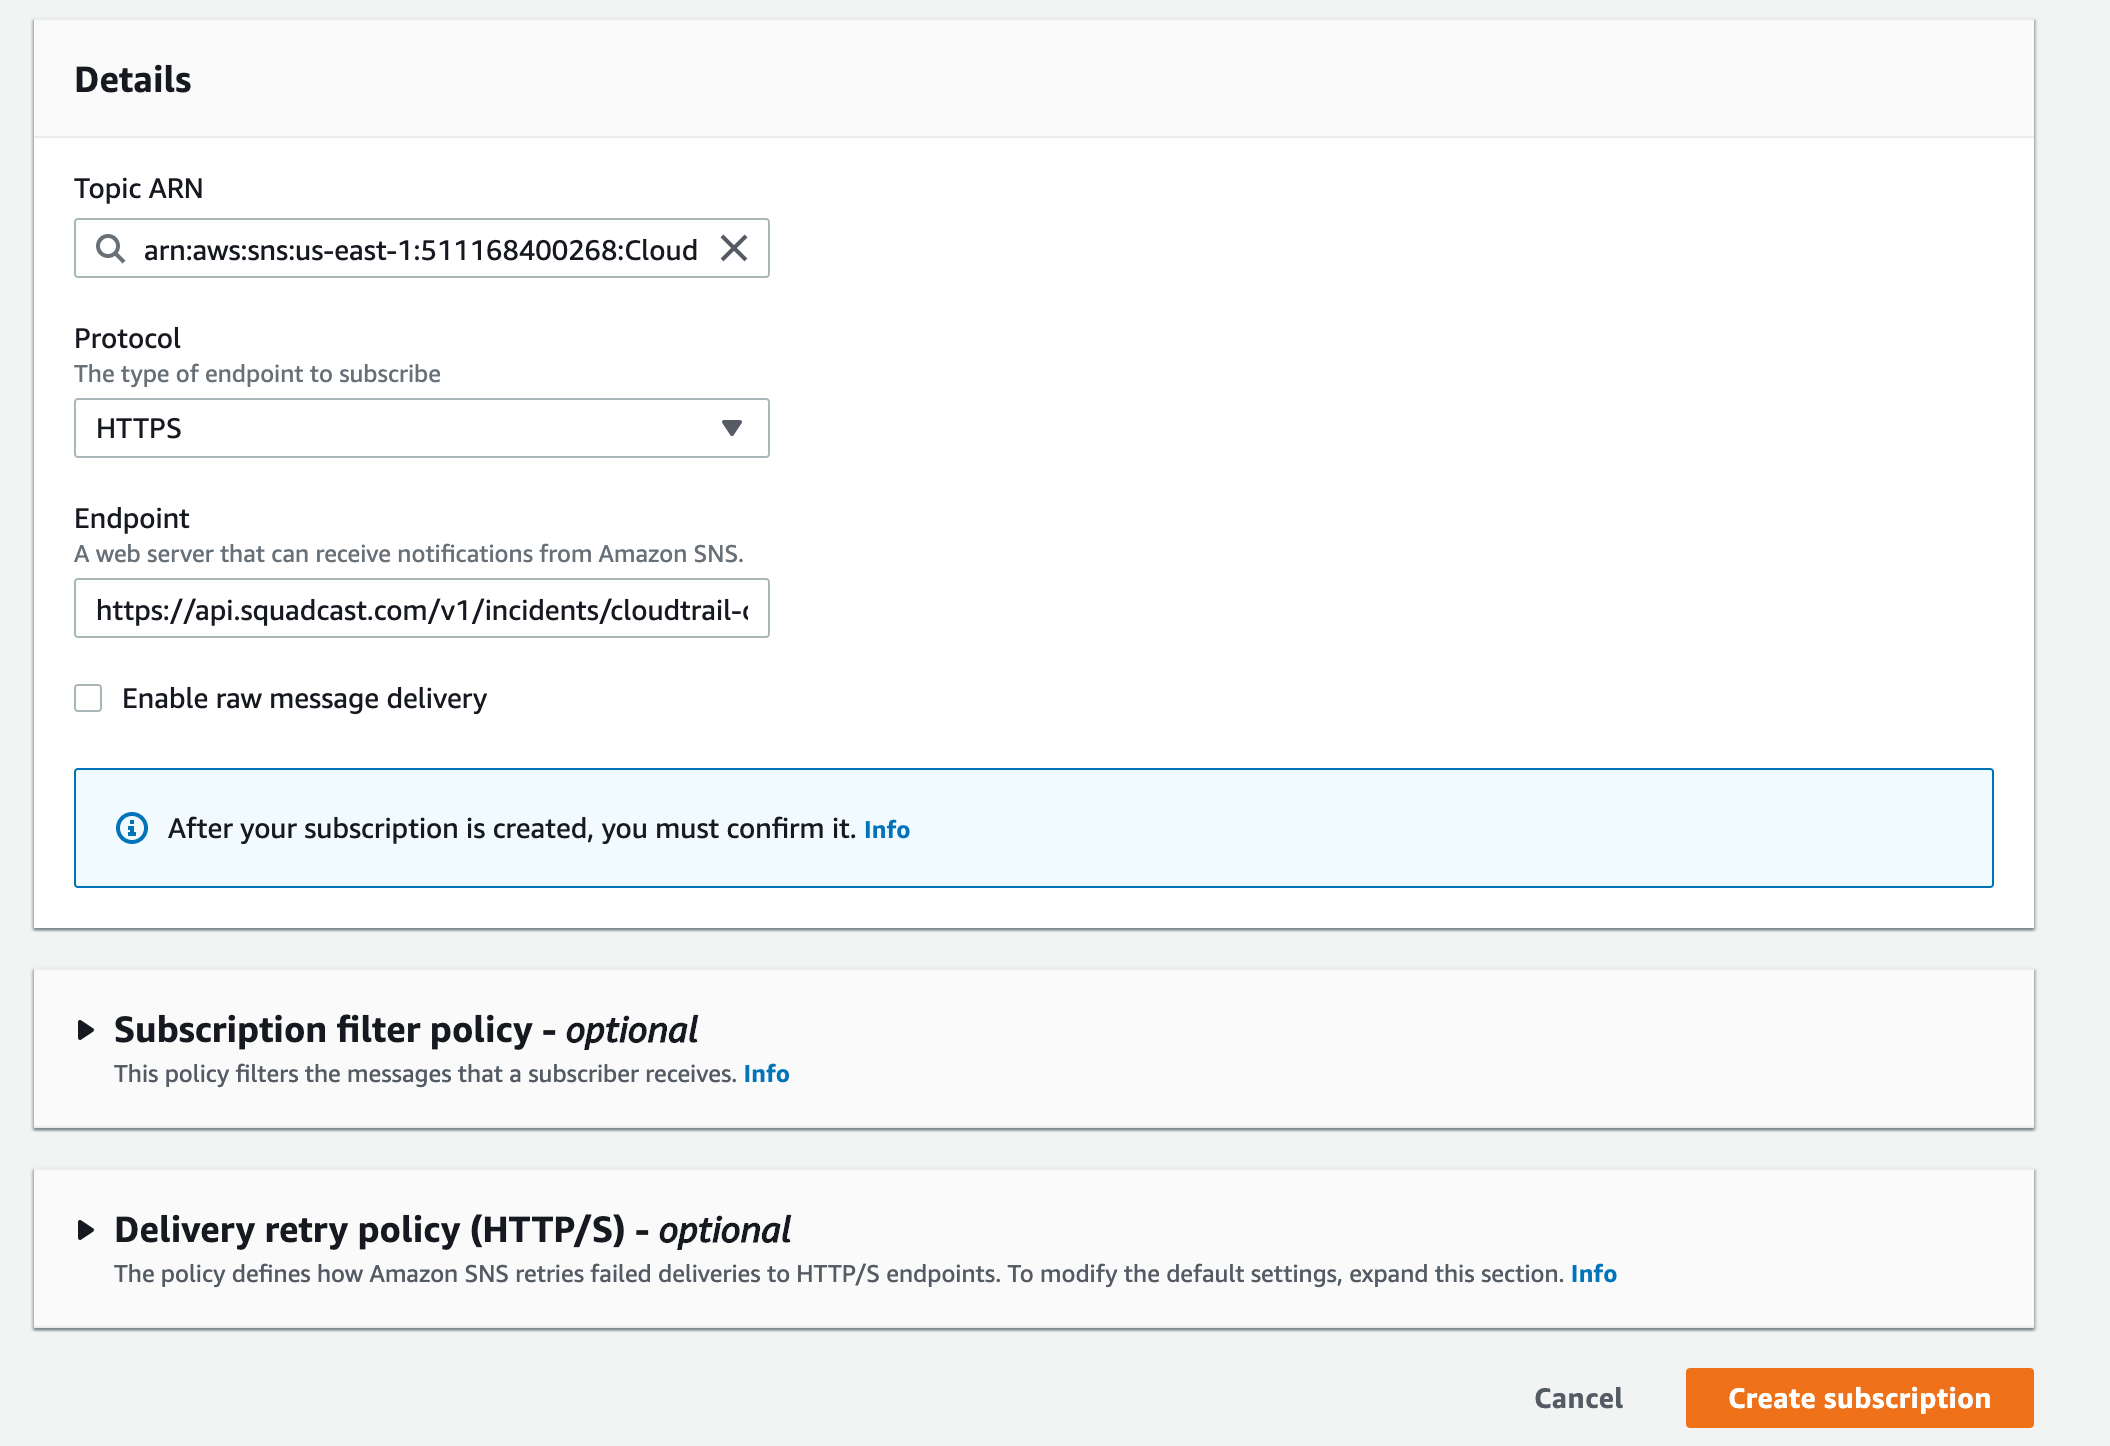 Details
Topic ARN
arn:aws:sns:us-east-1:511168400268:Cloud
Protocol
The type of endpoint to subscribe
HTTPS
Endpoint
A web server that can receive notifications from Amazon SNS.
https://api.squadcast.com/v1/incidents/cloudtrail-
Enable raw message delivery
After your subscription is created, you must confirm it. Info
Subscription filter policy - optional
This policy filters the messages that a subscriber receives. Info
Delivery retry policy (HTTP/S) - optional
The policy defines how Amazon SNS retries failed deliveries to HTTP/S endpoints. To modify the default settings, expand this section. Info
Cancel
Create subscription